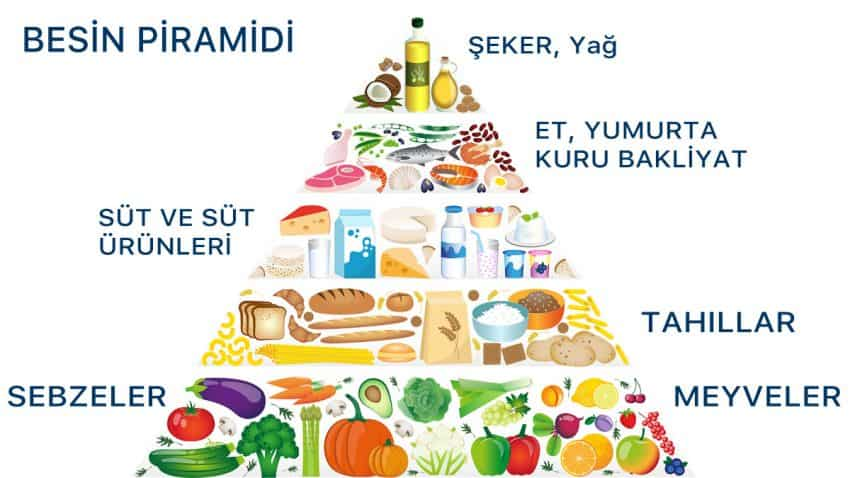 BESİN PİRAMİDİ
ŞEKER, Yağ
ET, YUMURTA
KURU BAKLİYAT
SÜT VE SÜT
ÜRÜNLERİ
TAHILLAR
SEBZELER
MEYVELER